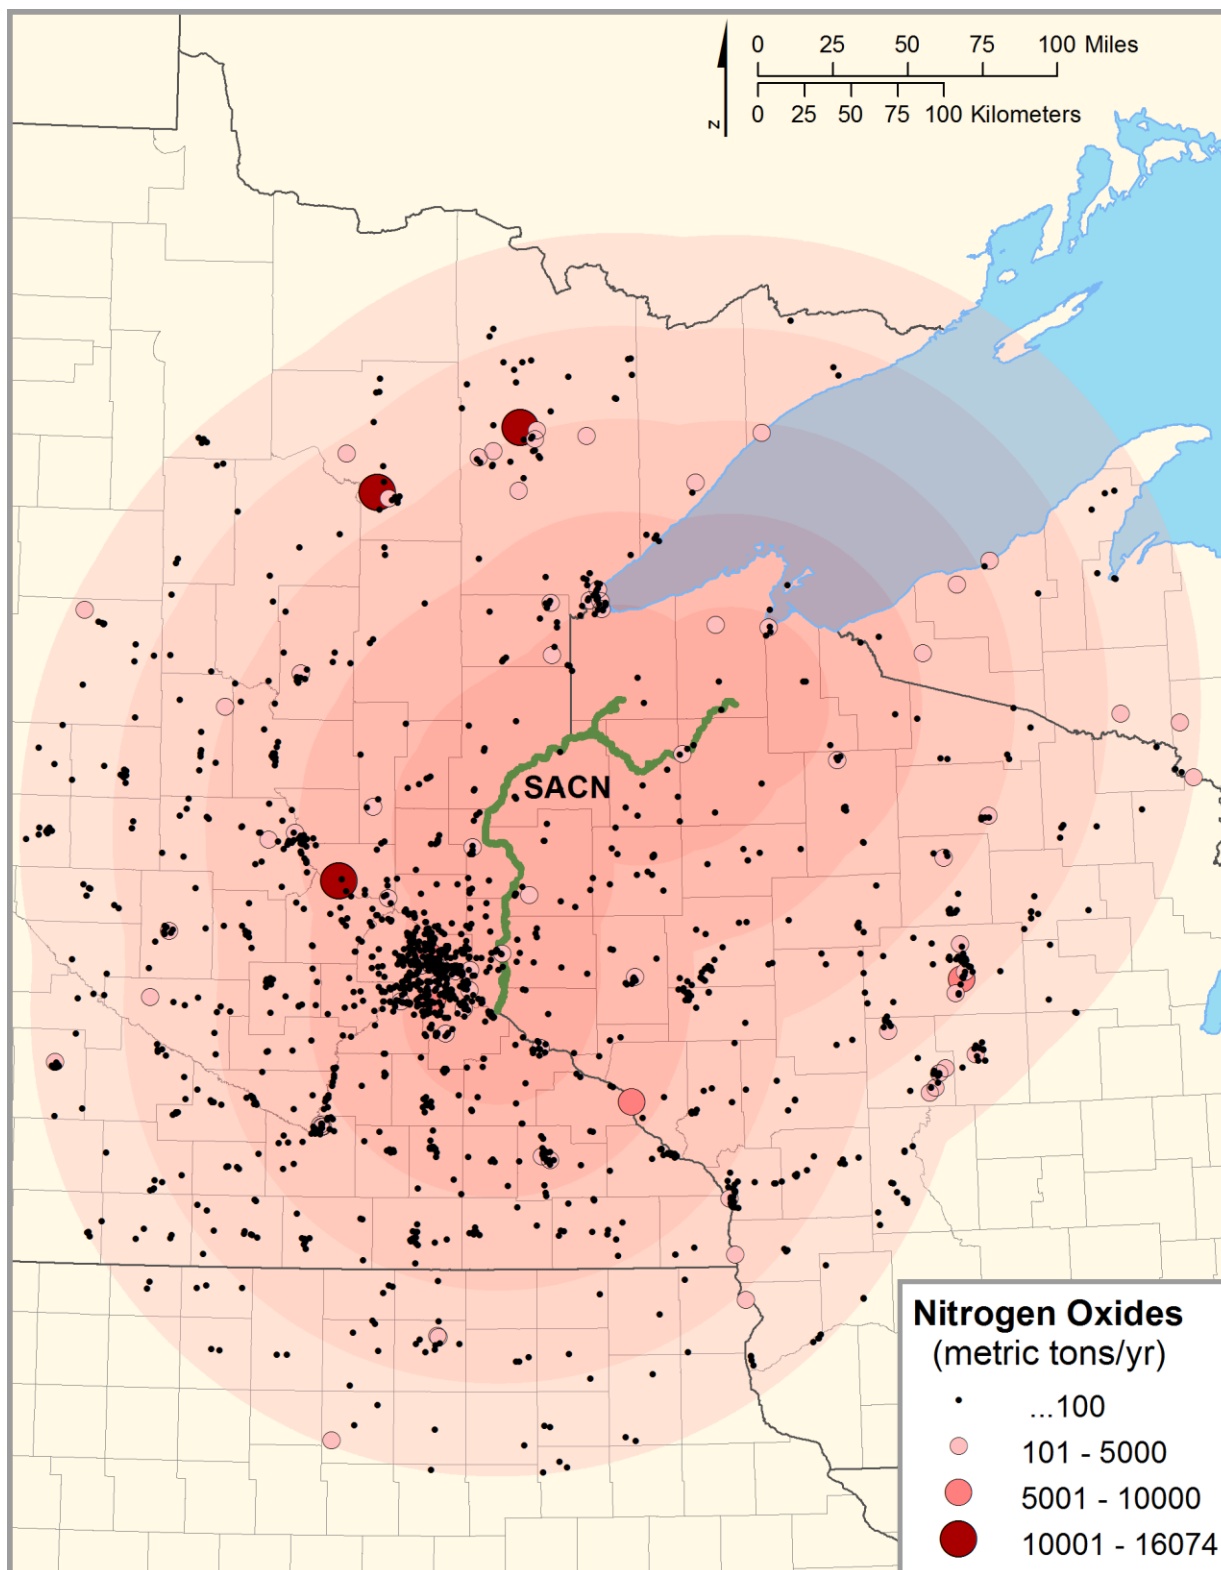 0 25 50 75 100 Miles
0 25 50 75 100 Kilometers
N
SACN
Nitrogen Oxides
(metric tons/yr)
...100
101 - 5000
5001 - 10000
10001 - 16074